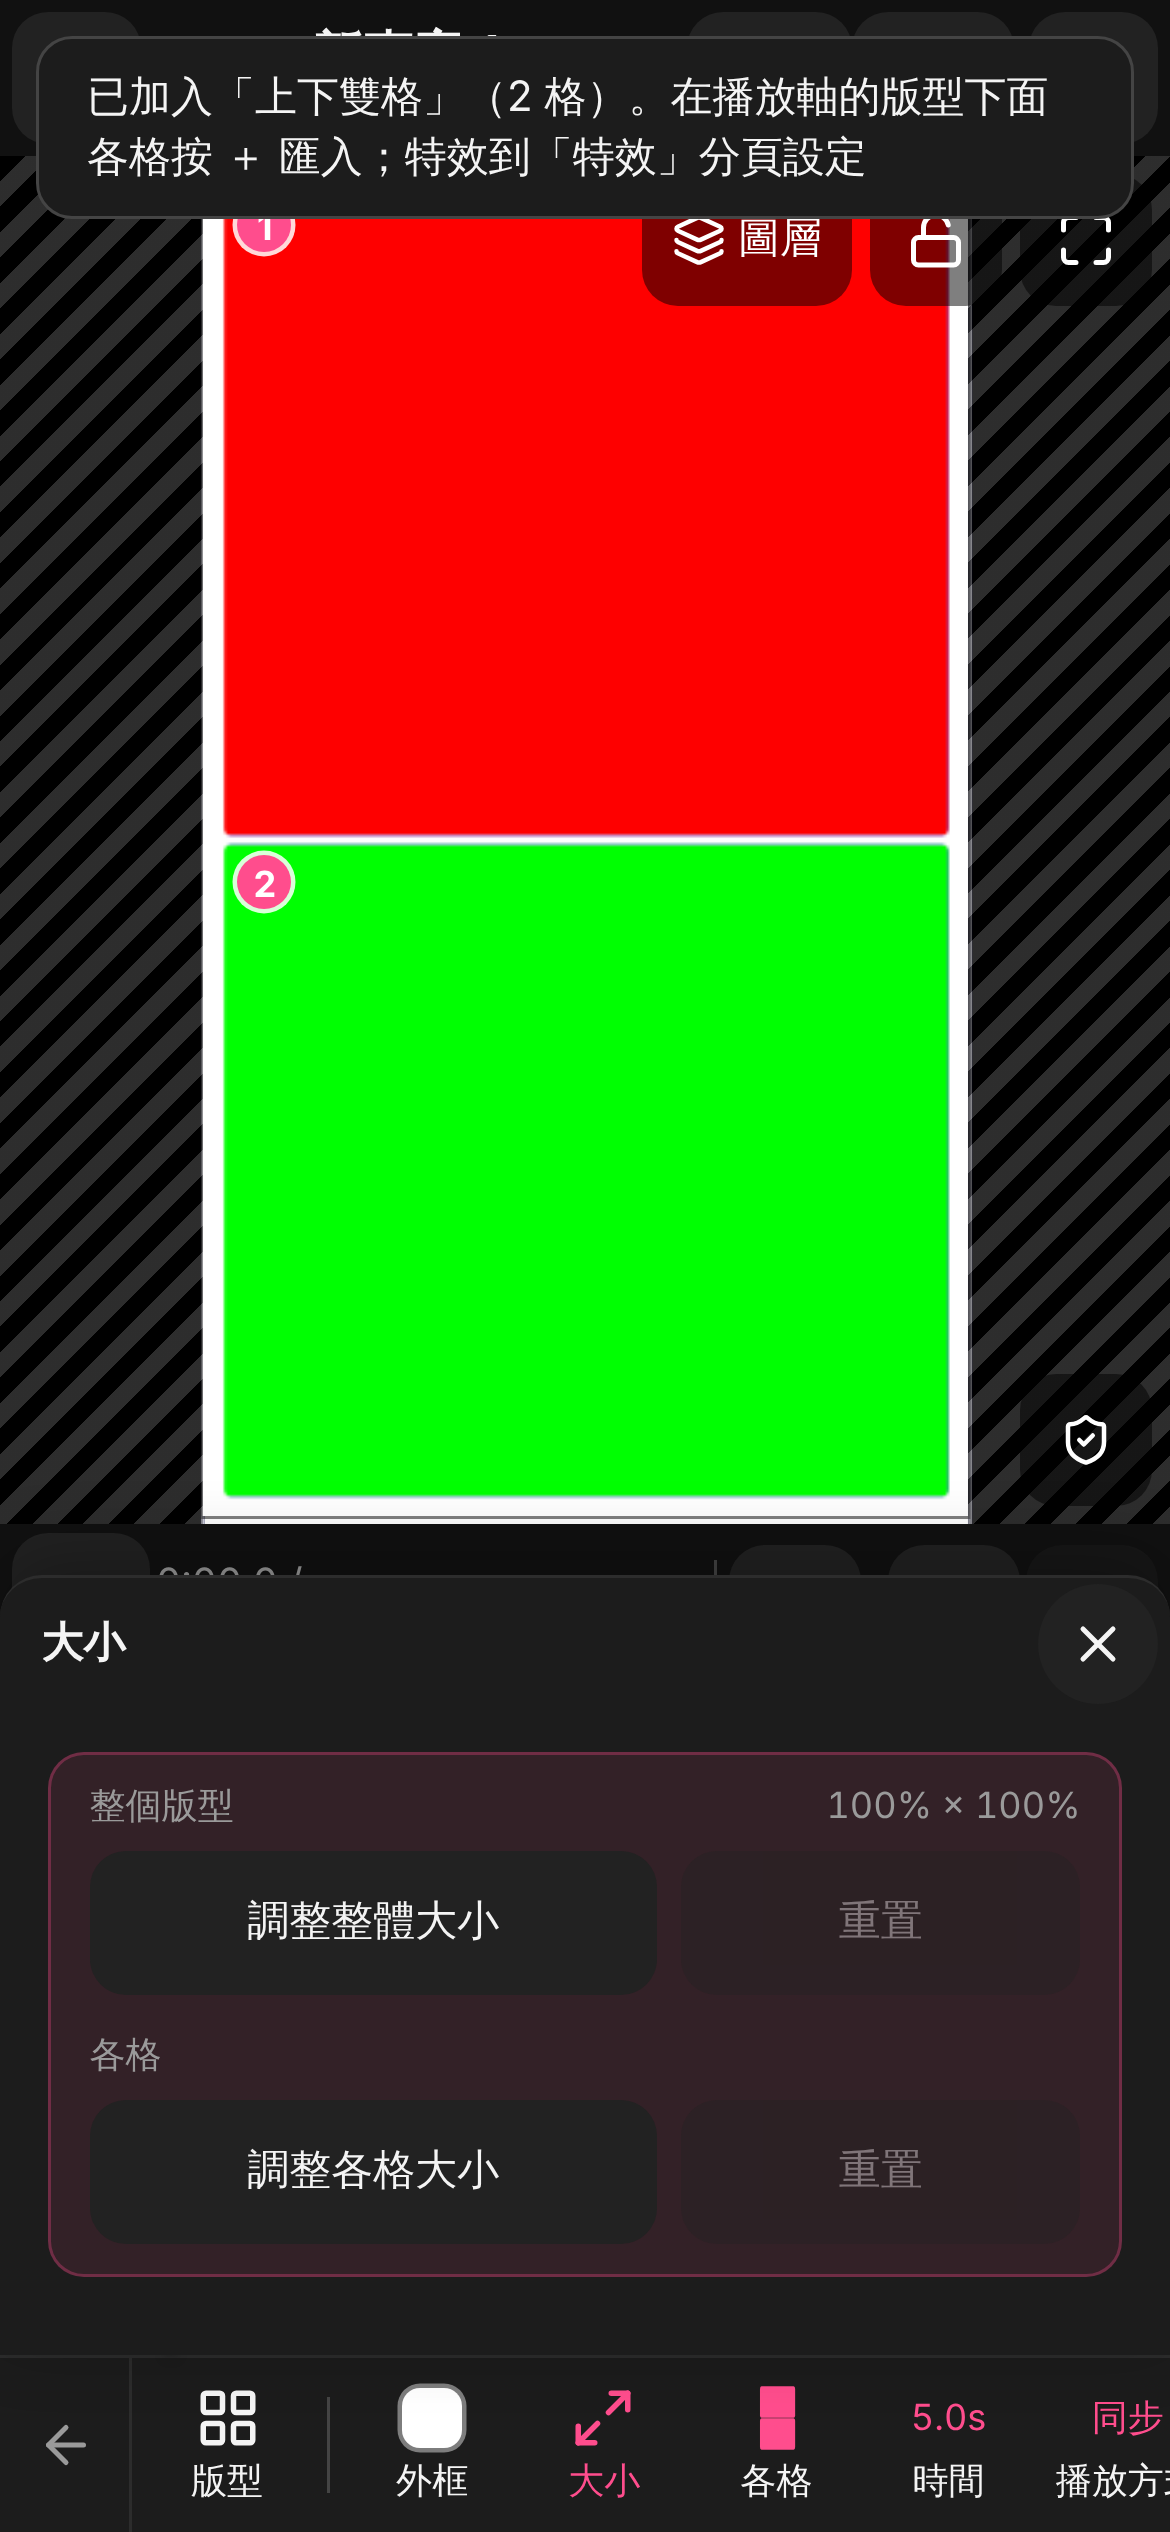 已加入「上下雙格」（2 格）。在播放軸的版型下面
各格按 ＋ 匯入；特效到「特效」分頁設定
1
圖層
2
大小
整個版型
100% × 100%
調整整體大小
重置
各格
調整各格大小
重置
5.0s
同步
版型
外框
大小
各格
時間
播放方式